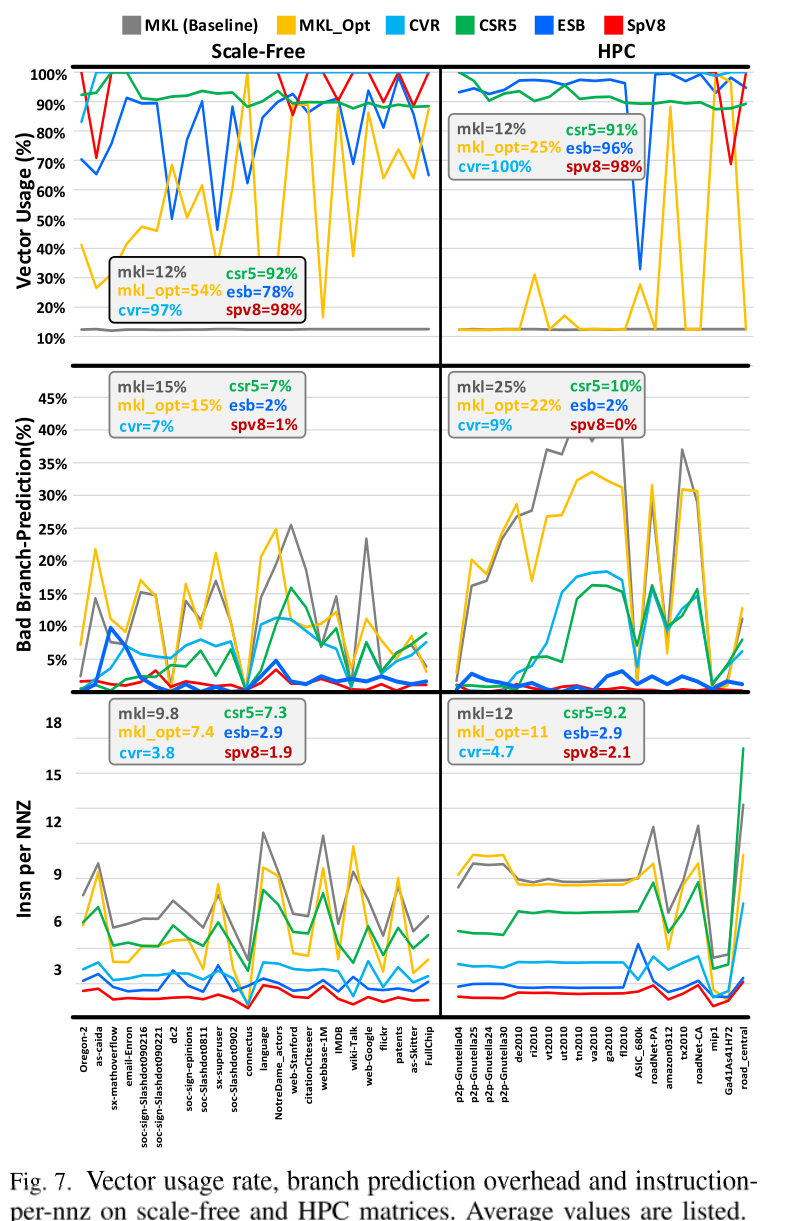 MKL (Baseline) MKL_Opt CVR CSR5 ESB SpV8
Scale-Free HPC
Vector Usage (%)
100%
90%
80%
70%
60%
50%
40%
30%
20%
10%
mkl=12% csr5=92%
mkl_opt=54% esb=78%
cvr=97% spv8=98%
mkl=12% csr5=91%
mkl_opt=25% esb=96%
cvr=100% spv8=98%
Bad Branch-Prediction(%)
45%
40%
35%
30%
25%
20%
15%
10%
5%
mkl=15% csr5=7%
mkl_opt=15% esb=2%
cvr=7% spv8=1%
mkl=25% csr5=10%
mkl_opt=22% esb=2%
cvr=9% spv8=0%
Insn per NNZ
18
15
12
9
6
3
mkl=9.8 csr5=7.3
mkl_opt=7.4 esb=2.9
cvr=3.8 spv8=1.9
mkl=12 csr5=9.2
mkl_opt=11 esb=2.9
cvr=4.7 spv8=2.1
Oregon-2
as-caida
sx-mathoverflow
email-Enron
soc-sign-Slashdot090216
soc-sign-Slashdot090221
dc2
soc-sign-epinions
soc-Slashdot0811
sx-superuser
soc-Slashdot0902
connectus
language
NotreDame_actors
web-Stanford
citationCiteseer
webbase-1M
IMDB
wiki-Talk
web-Google
flickr
patents
as-Skitter
FullChip
p2p-Gnutella04
p2p-Gnutella25
p2p-Gnutella24
p2p-Gnutella30
de2010
ri2010
vt2010
ut2010
tn2010
va2010
ga2010
fl2010
ASIC_680k
roadNet-PA
amazon0312
tx2010
roadNet-CA
mip1
Ga41As41H72
road_central
Fig. 7. Vector usage rate, branch prediction overhead and instruction-
per-nnz on scale-free and HPC matrices. Average values are listed.